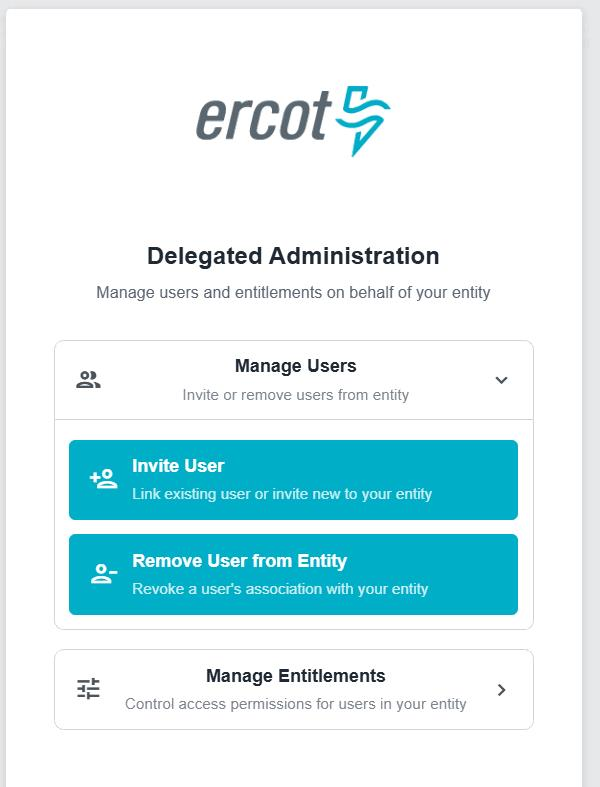 ercot
Delegated Administration
Manage users and entitlements on behalf of your entity
Manage Users
Invite or remove users from entity
Invite User
Link existing user or invite new to your entity
Remove User from Entity
Revoke a user's association with your entity
Manage Entitlements
Control access permissions for users in your entity